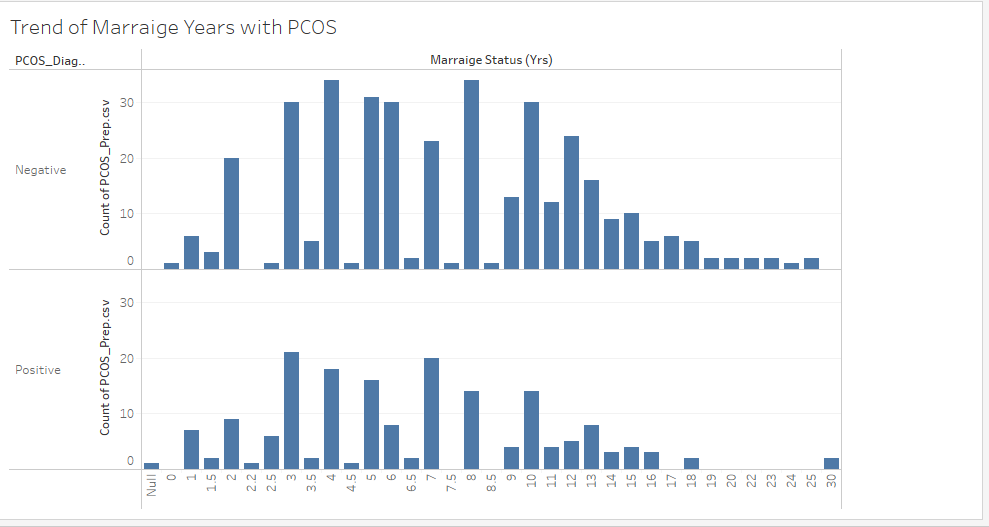 Trend of Marraige Years with PCOS
PCOS_Diag..
Marraige Status (Yrs)
Negative
Count of PCOS_Prep.csv
30
20
10
0
Positive
Count of PCOS_Prep.csv
30
20
10
0
Null 0 1 1.5 2 2.2 2.5 3 3.5 4 4.5 5 6 6.5 7 7.5 8 8.5 9 10 11 12 13 14 15 16 17 18 19 20 22 23 24 25 30